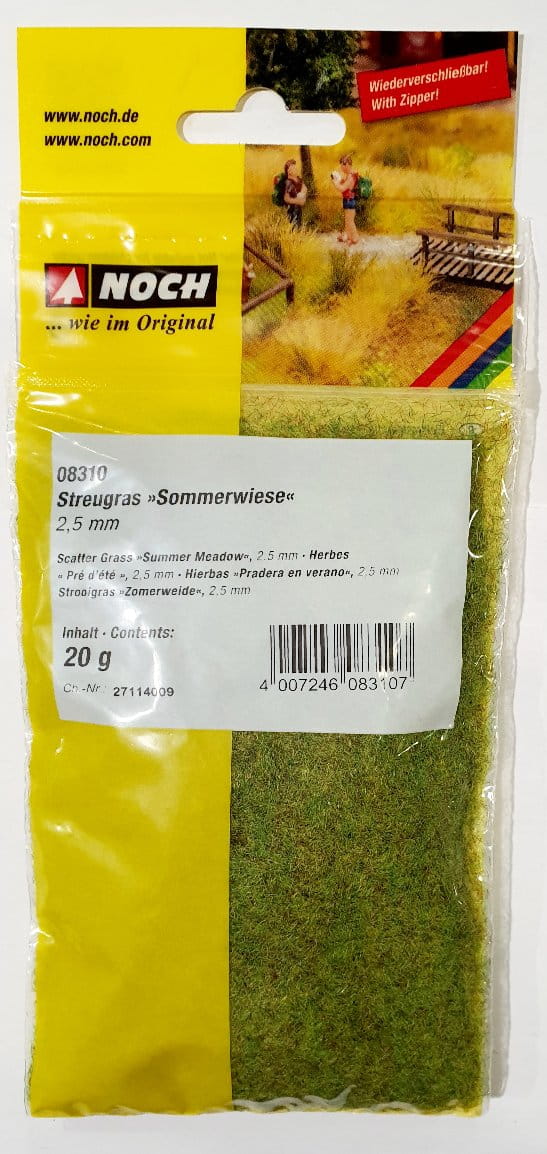 www.noch.de
www.noch.com
Wiederverschließbar!
With Zipper!
NOCH
... wie im Original
08310
Streugras »Sommerwiese«
2,5 mm
Scatter Grass »Summer Meadow«, 2,5 mm · Herbes
« Pré d'été », 2,5 mm · Hierbas »Pradera en verano«, 2,5 mm
Strooigras »Zomerweide«, 2,5 mm
Inhalt · Contents:
20 g
Ch.-Nr.: 27114009
4 007246 083107